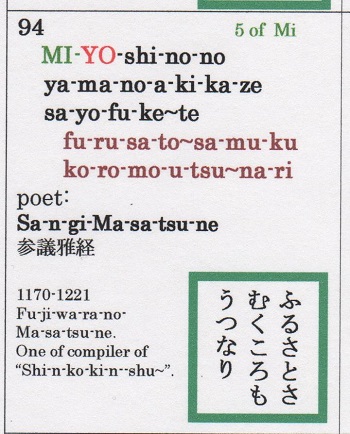 94
5 of Mi
MI-YO-shi-no-no
ya-ma-no-a-ki-ka-ze
sa-yo-fu-ke~te
fu-ru-sa-to~sa-mu-ku
ko-ro-mo-u-tsu~na-ri
poet:
Sa-n-gi-Ma-sa-tsu-ne
参議雅経
1170-1221
Fu-ji-wa-ra-no-
Ma-sa-tsu-ne.
One of compiler of
“Shi-n-ko-ki-n--shu~”.
ふるさとさ
むくころも
うつなり